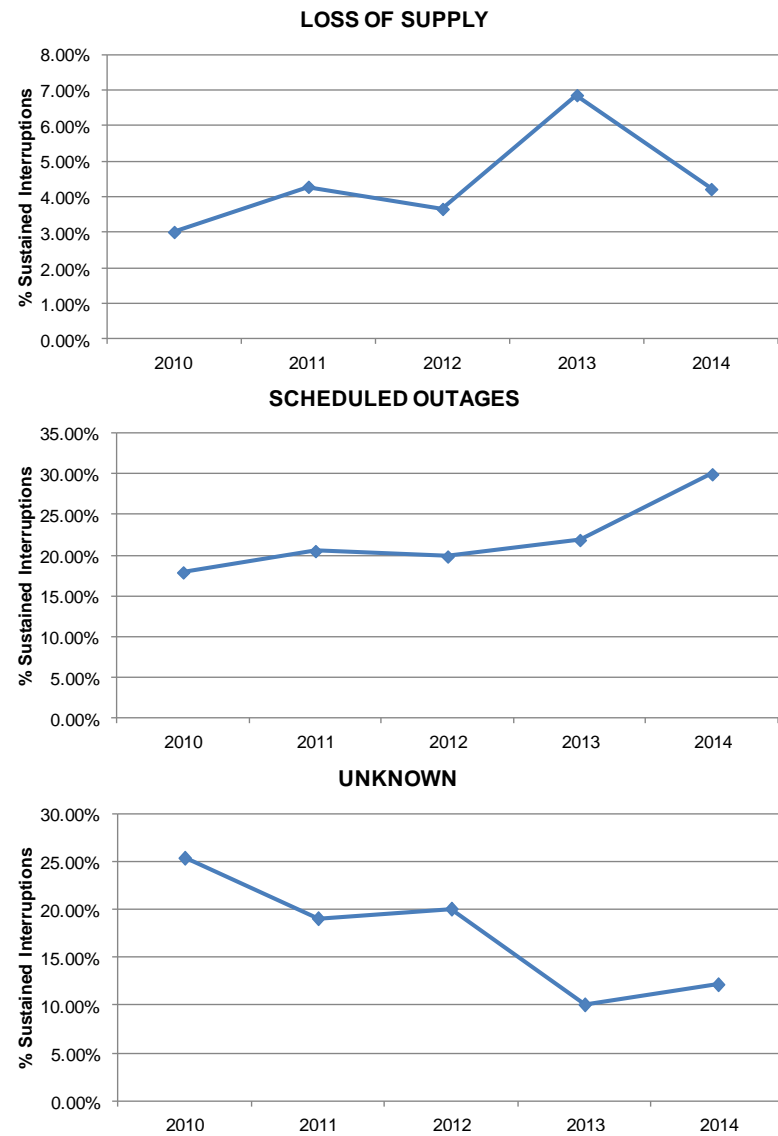 LOSS OF SUPPLY
8.00%
7.00%
6.00%
5.00%
4.00%
3.00%
2.00%
1.00%
0.00%
% Sustained Interruptions
2010 2011 2012 2013 2014
SCHEDULED OUTAGES
35.00%
30.00%
25.00%
20.00%
15.00%
10.00%
5.00%
0.00%
% Sustained Interruptions
2010 2011 2012 2013 2014
UNKNOWN
30.00%
25.00%
20.00%
15.00%
10.00%
5.00%
0.00%
% Sustained Interruptions
2010 2011 2012 2013 2014